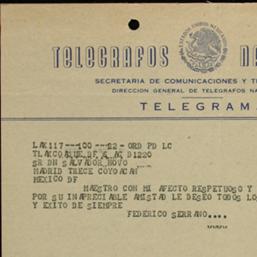 TELEGRAFOS NA
SECRETARIA DE COMUNICACIONES Y T
DIRECCION GENERAL DE TELEGRAFOS NA
TELEGRAM
LAK117---100 --22- ORD PD LC
D1220
SR DN SALVADOR NOVO
MADRID TRECE COYOACAN
MEXICO DF
MAESTRO CON MI AFECTO RESPETUOSO Y
POR SU INAPRECIABLE AMISTAD LE DESEO TODOS LO
Y EXITO DE SIEMPRE
FEDERICO SERRANO....